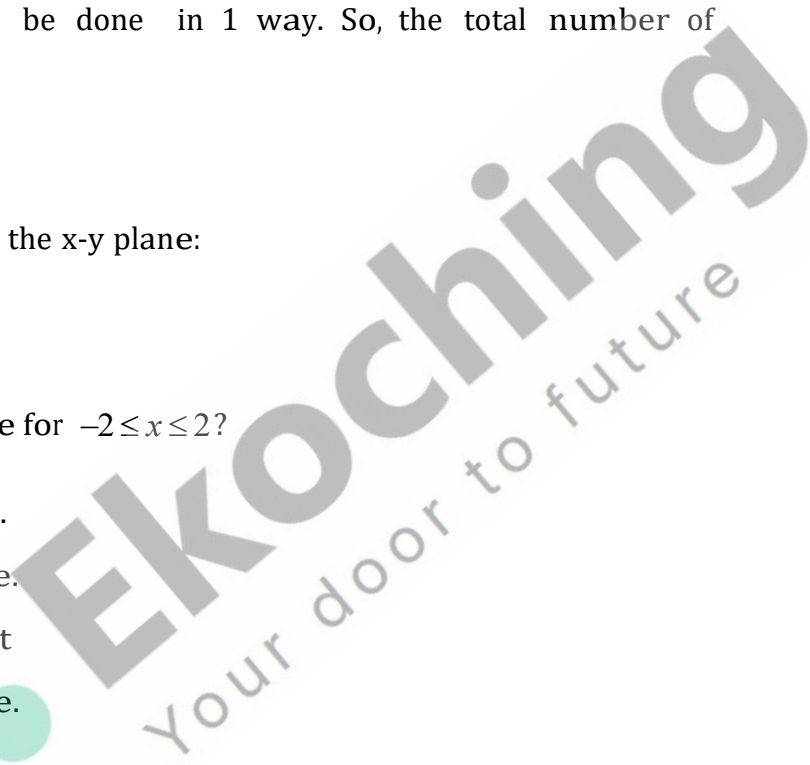 be done in 1 way. So, the total number of
the x-y plane:
e for −2 ≤ x ≤ 2?
.
e.
t
e.
Ekoching
Your door to future